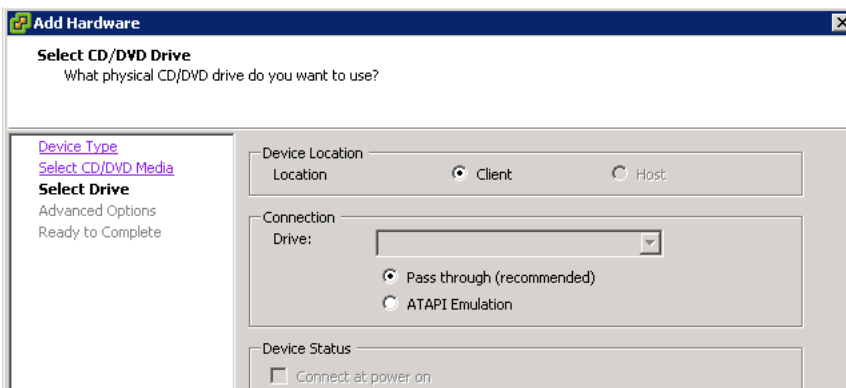 Add Hardware
Select CD/DVD Drive
What physical CD/DVD drive do you want to use?
Device Type
Select CD/DVD Media
Select Drive
Advanced Options
Ready to Complete
Device Location
Location Client Host
Connection
Drive:
Pass through (recommended)
ATAPI Emulation
Device Status
Connect at power on